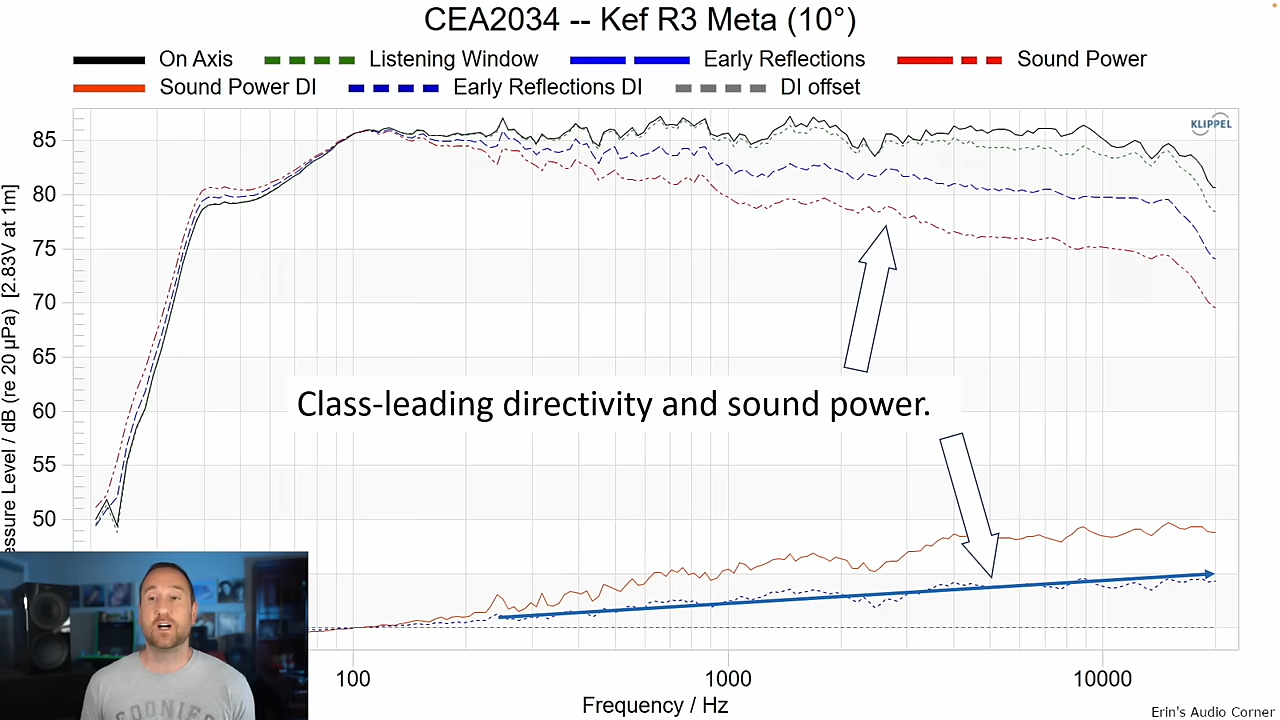 CEA2034 -- Kef R3 Meta (10°)
On Axis Listening Window Early Reflections Sound Power
Sound Power DI Early Reflections DI DI offset
KLIPPEL
85
80
75
70
65
60
55
50
essure Level / dB (re 20 µPa) [2.83V at 1m]
Class-leading directivity and sound power.
100 1000 10000
Frequency / Hz
Erin's Audio Corner